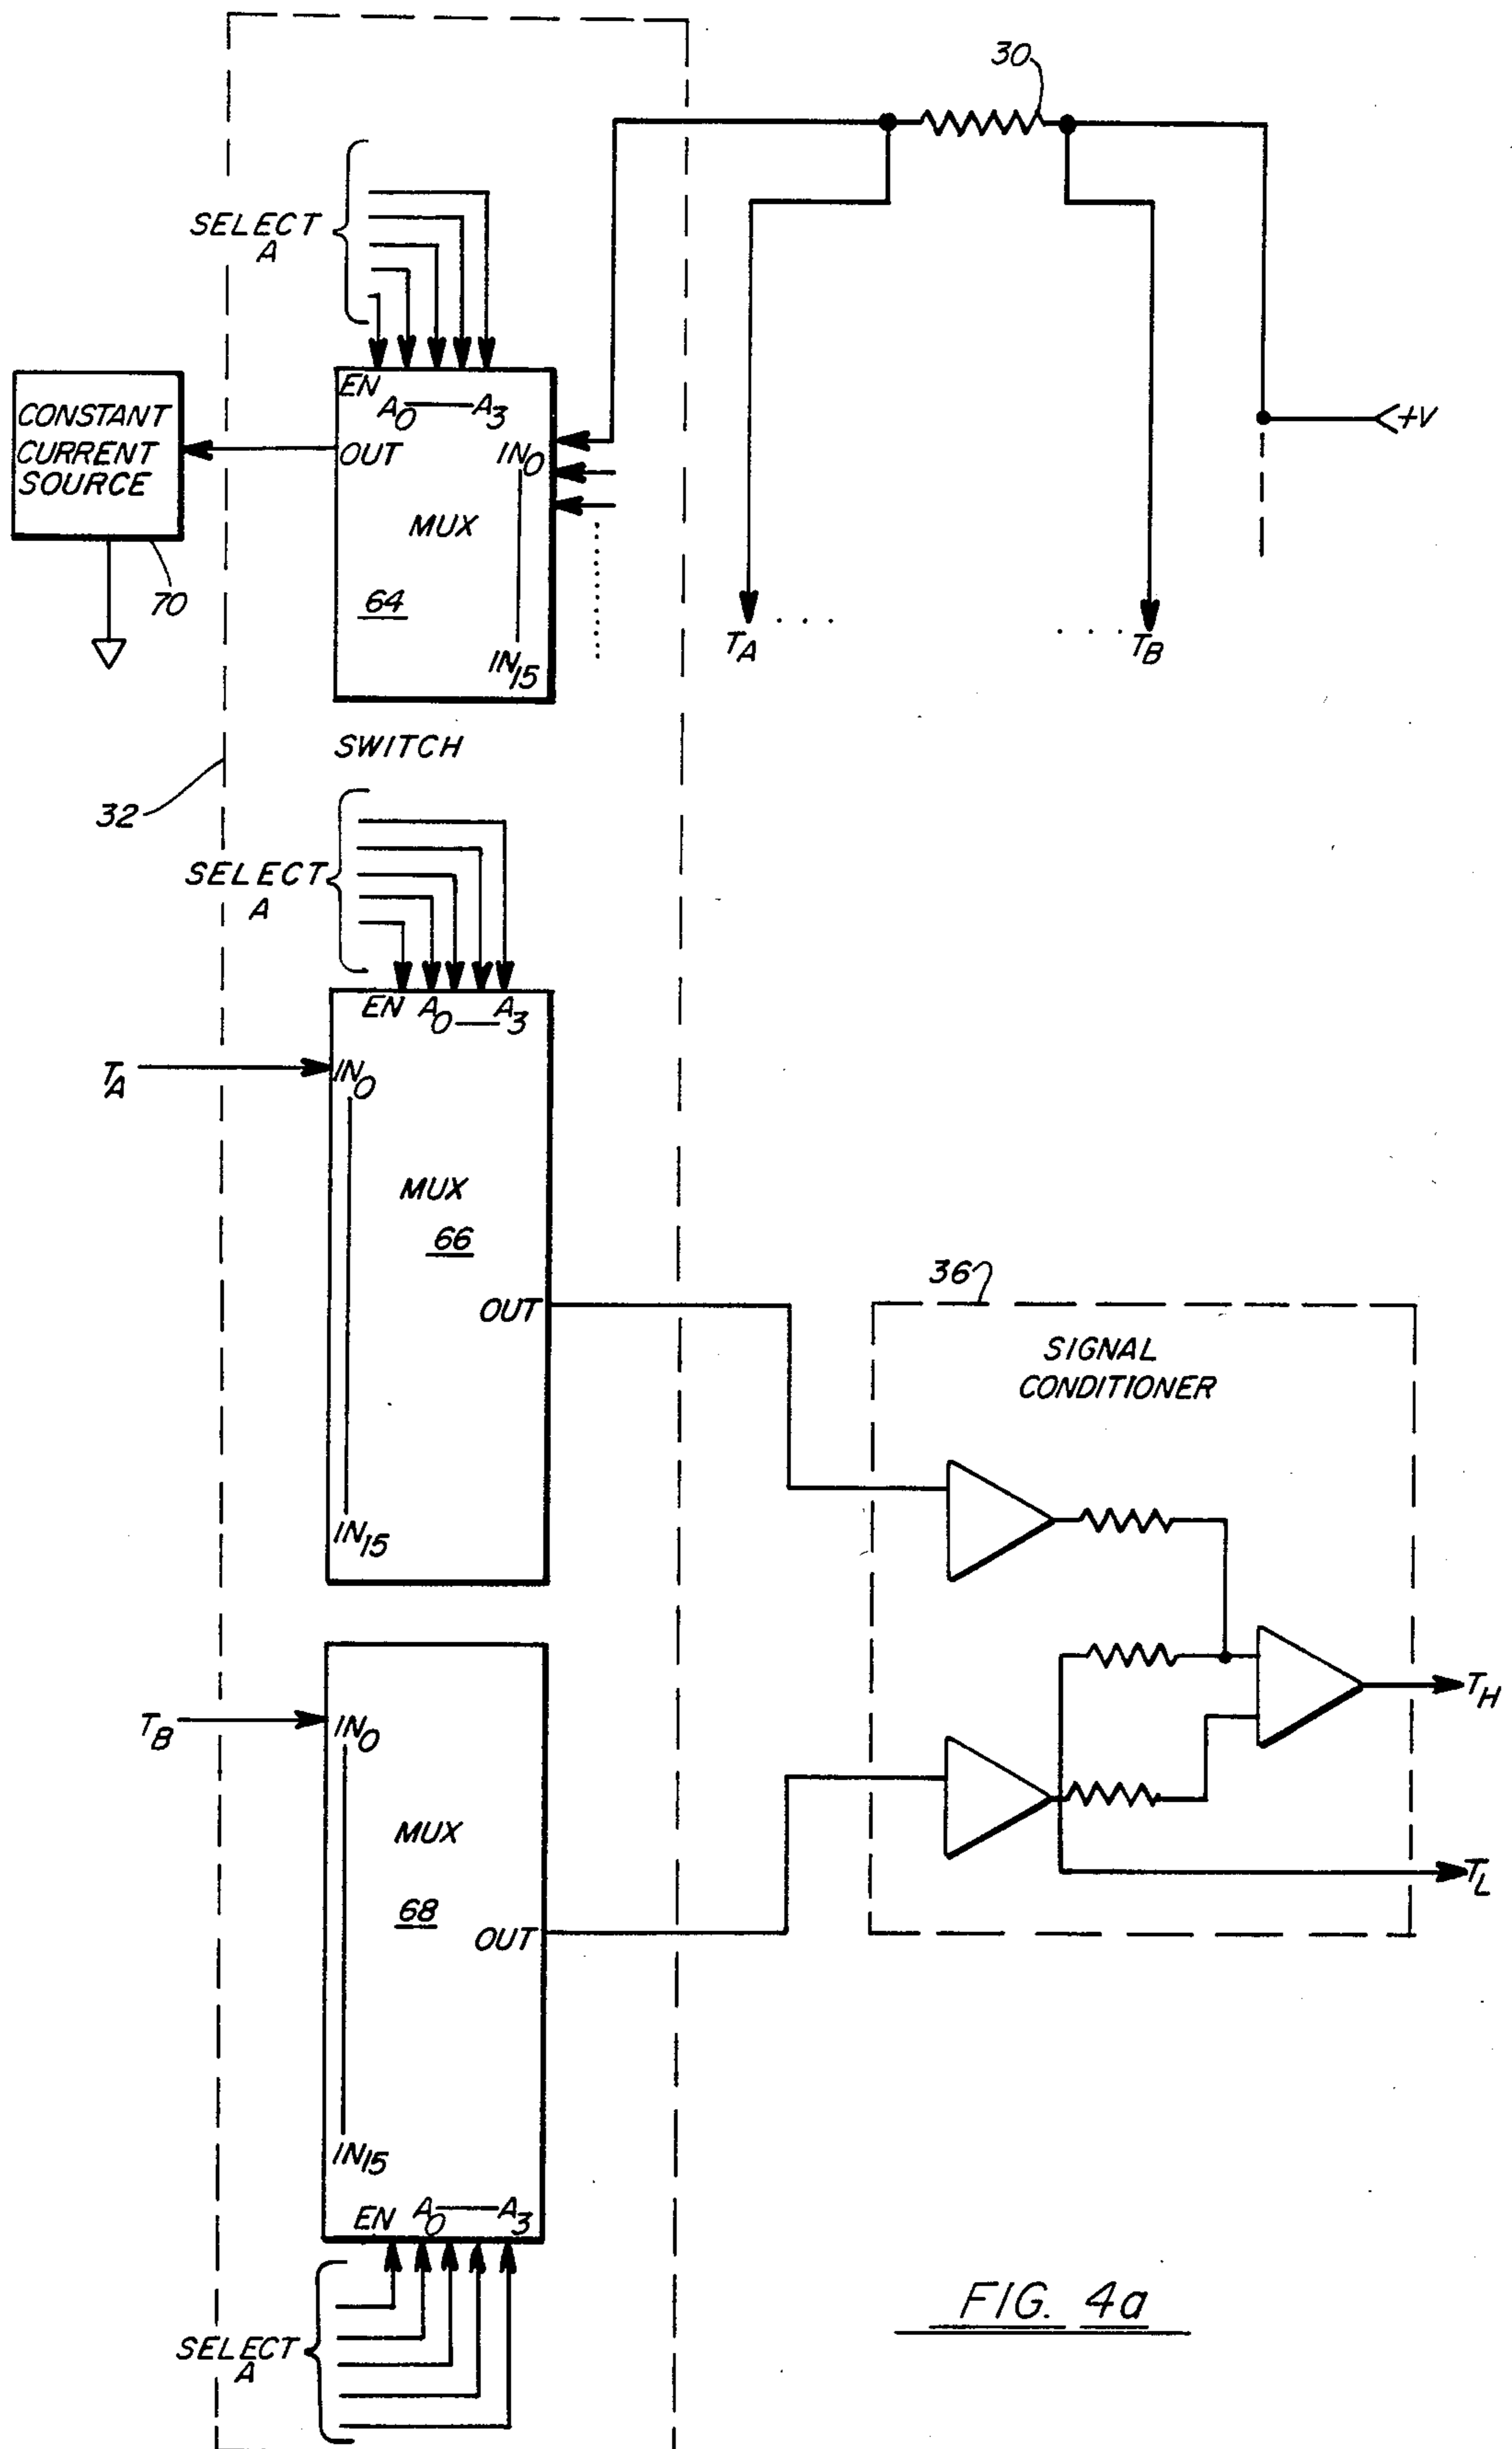 30
SELECT
A
EN
A0 A3
CONSTANT
CURRENT
SOURCE
OUT
IN0
+V
MUX
64
70
IN15
TA
TB
SWITCH
32
SELECT
A
EN A0 A3
TA
IN0
MUX
66
OUT
36
SIGNAL
CONDITIONER
IN15
TB
IN0
TH
MUX
68
OUT
TL
IN15
EN A0 A3
SELECT
A
FIG. 4a